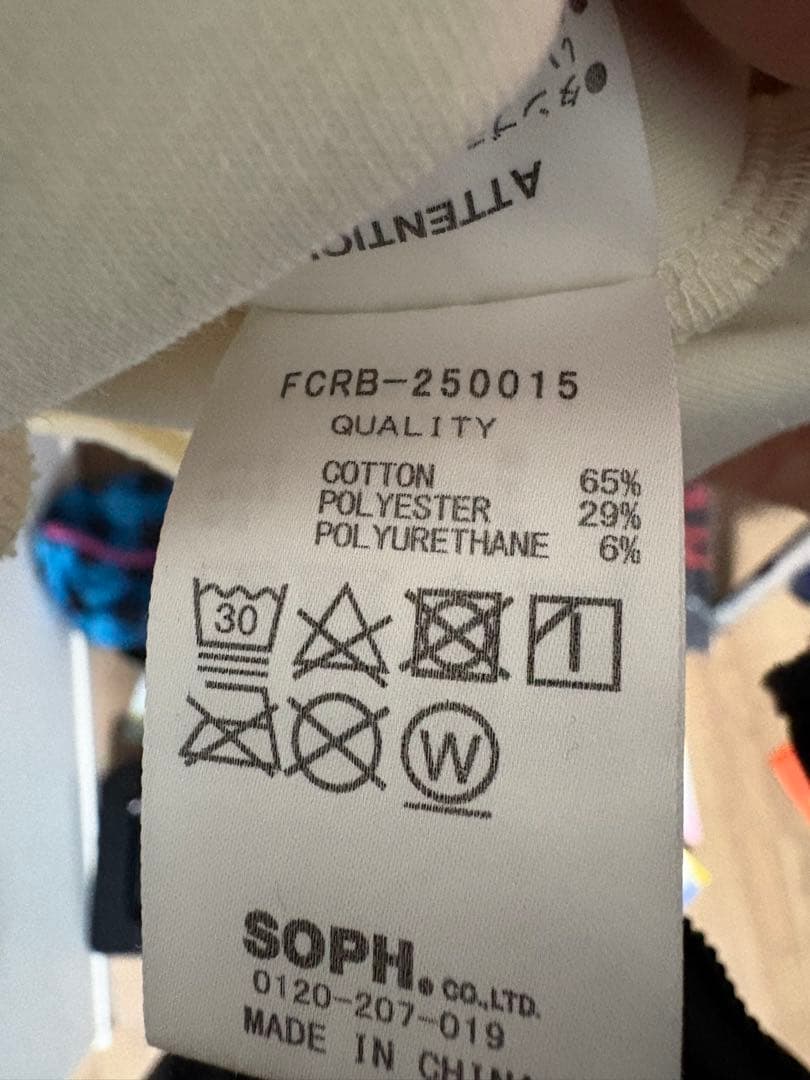 ATTENTIO
FCRB-250015
QUALITY
COTTON 65%
POLYESTER 29%
POLYURETHANE 6%
30
W
SOPH. CO.,LTD.
0120-207-019
MADE IN CHINA